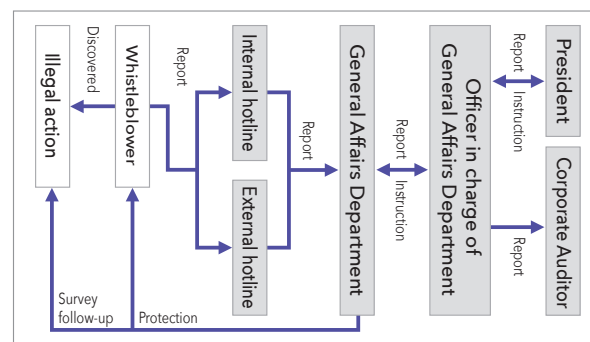 President
Corporate Auditor
Report
Instruction
Report
Officer in charge of
General Affairs Department
Report
Instruction
General Affairs Department
Report
Internal hotline
External hotline
Report
Whistleblower
Discovered
Illegal action
Survey
follow-up
Protection